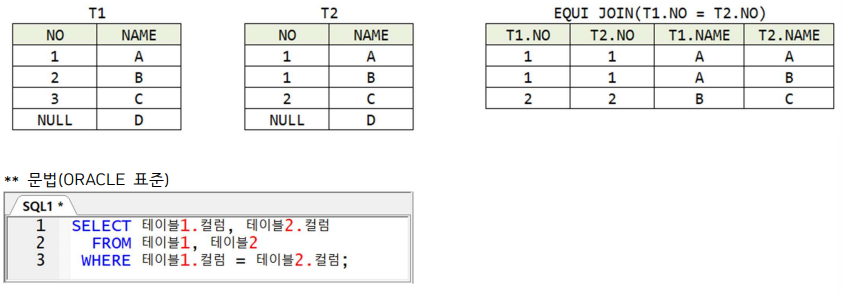 T1
NO NAME
1 A
2 B
3 C
NULL D
T2
NO NAME
1 A
1 B
2 C
NULL D
EQUI JOIN(T1.NO = T2.NO)
T1.NO T2.NO T1.NAME T2.NAME
1 1 A A
1 1 A B
2 2 B C
** 문법(ORACLE 표준)
SQL1 *
1 SELECT 테이블1.컬럼, 테이블2.컬럼
2 FROM 테이블1, 테이블2
3 WHERE 테이블1.컬럼 = 테이블2.컬럼;